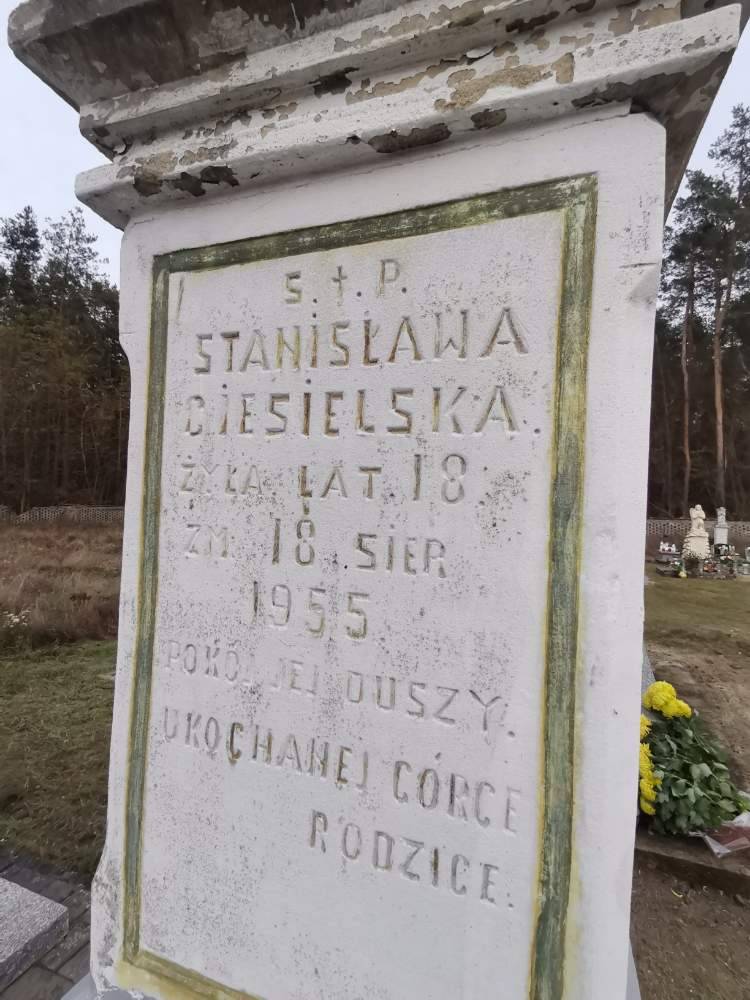 Ś.†.P.
STANiSŁAWA
CiESiELSKA.
ŻYŁA. LAT. 18
ZM. 18 SIER
1955
POKÓJ JEJ DUSZY.
UKOCHANEJ CÓRCE
RODZICE.